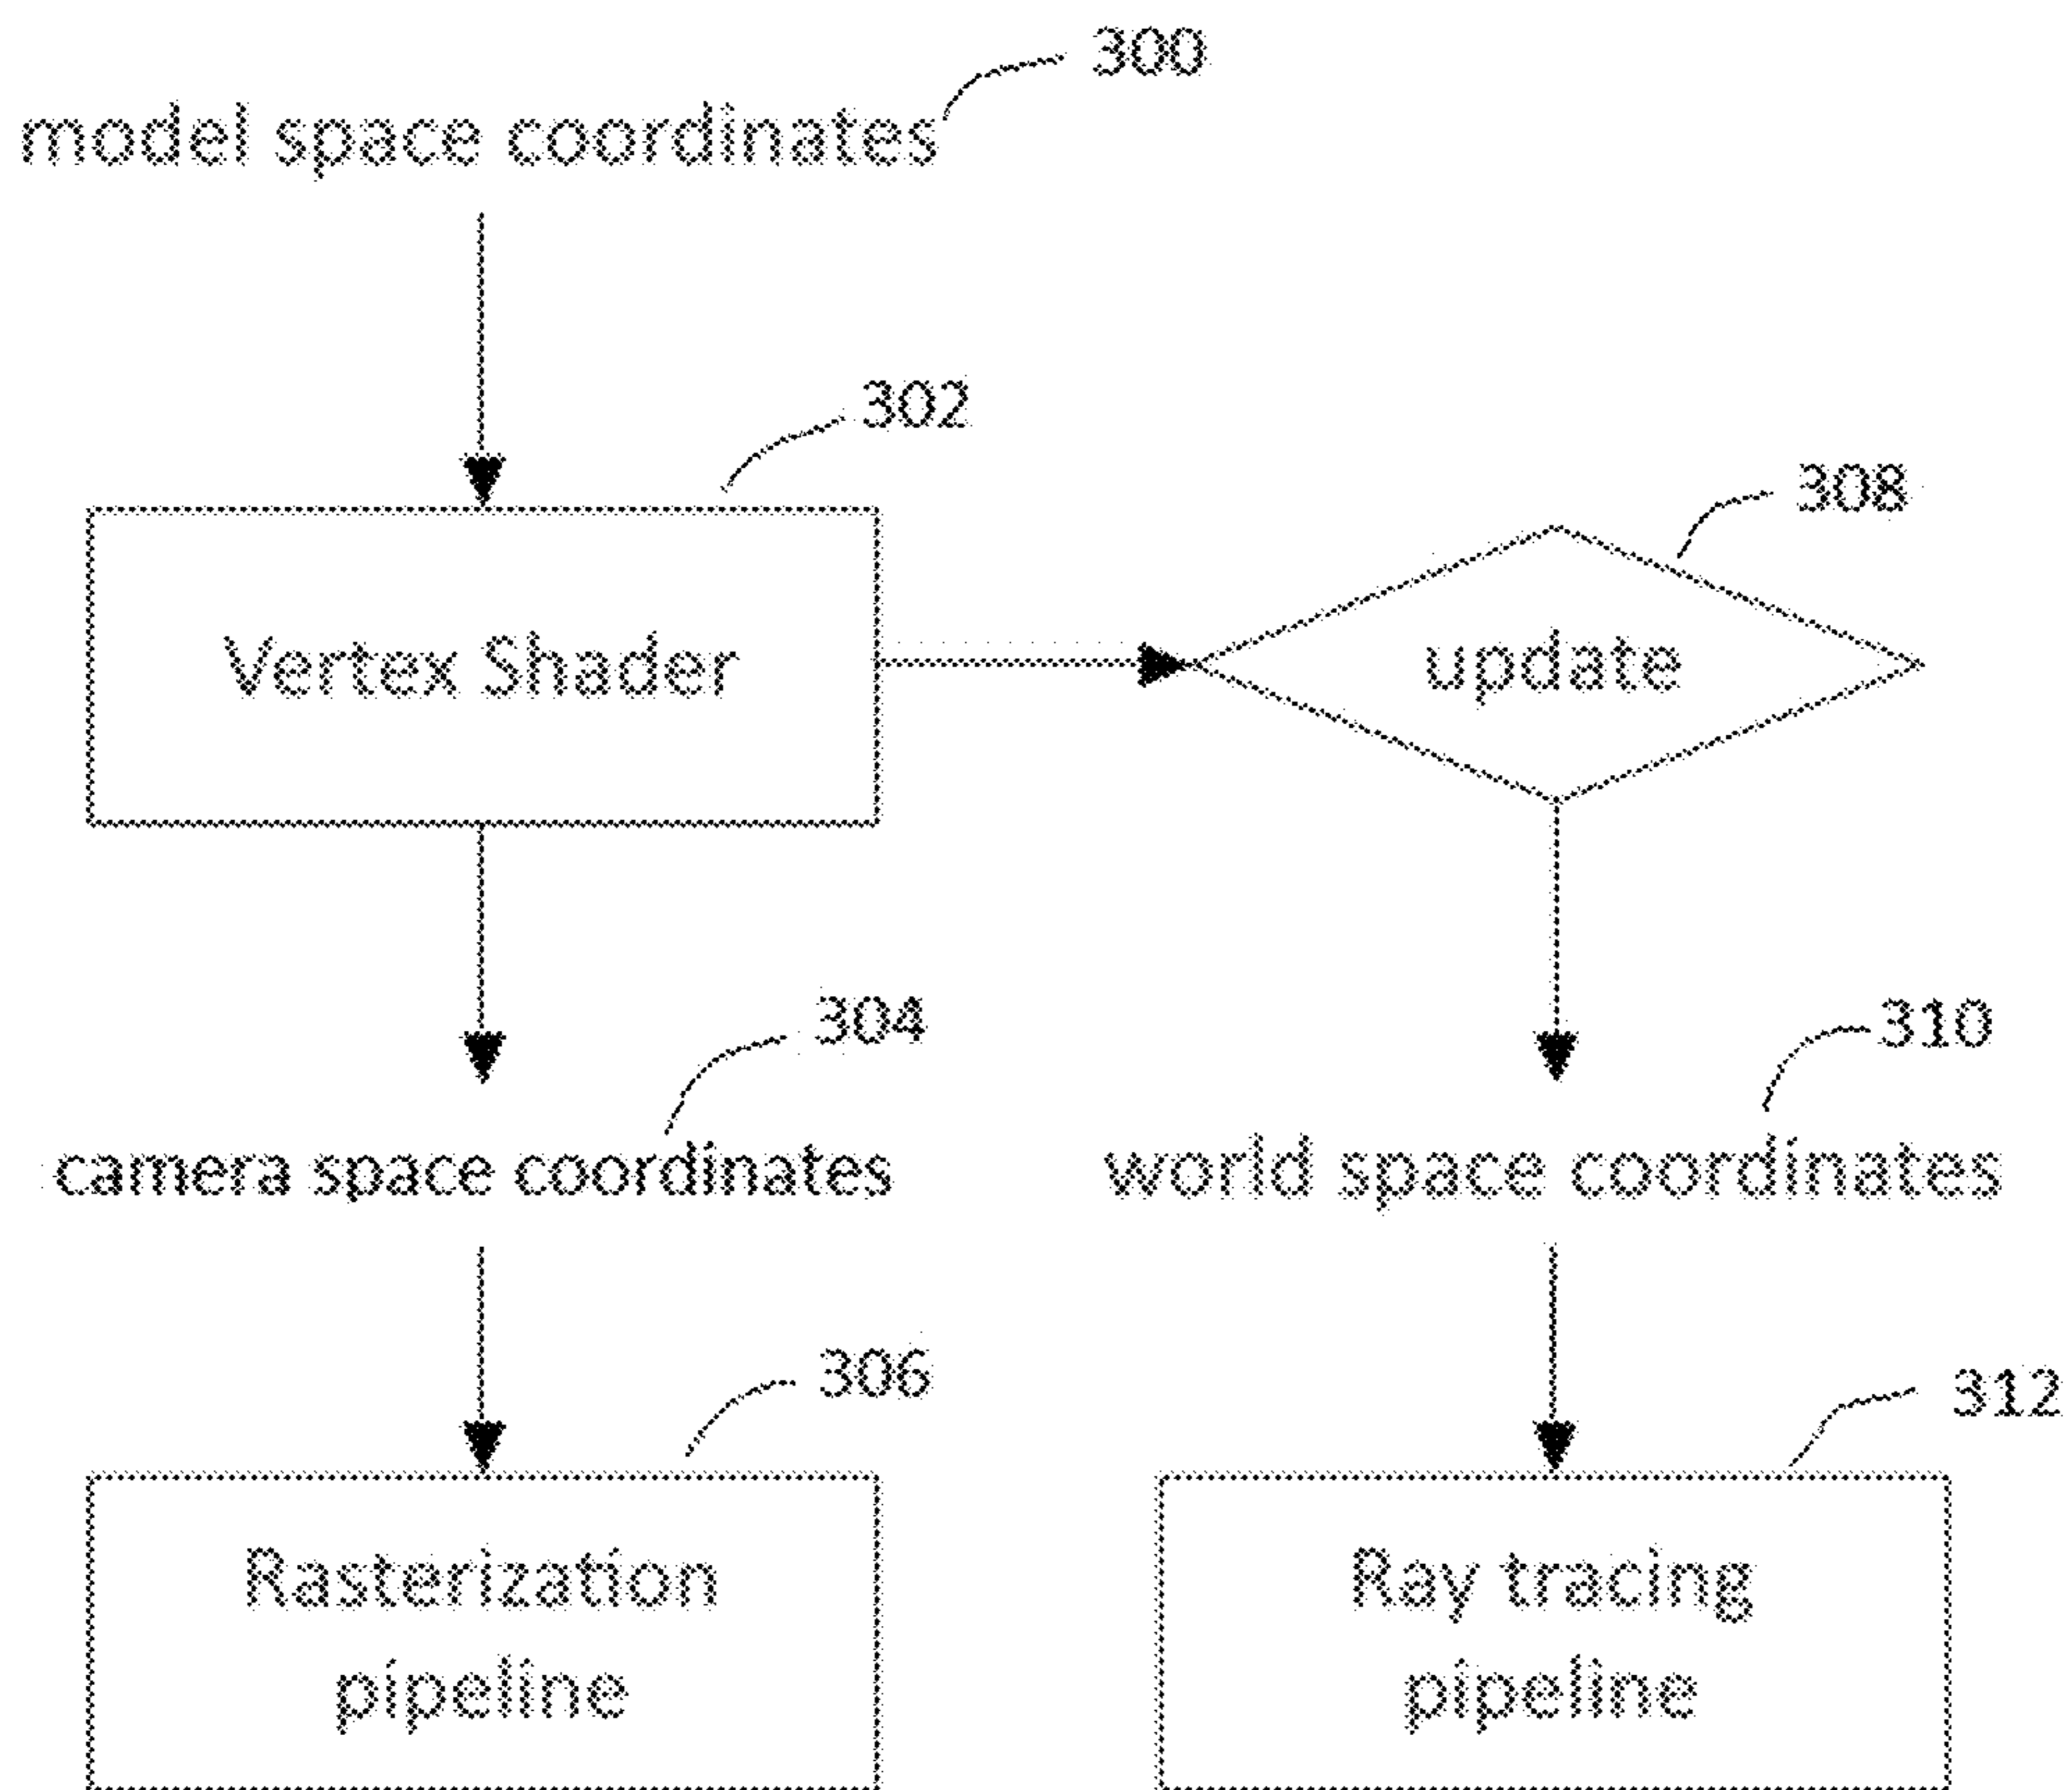 300
model space coordinates
302
308
Vertex Shader
update
304
310
camera space coordinates
world space coordinates
306
312
Rasterization
pipeline
Ray tracing
pipeline